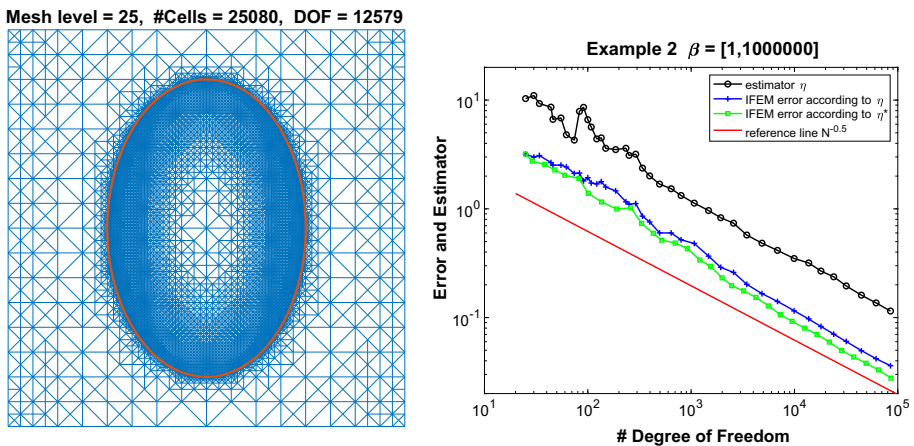 Mesh level = 25, #Cells = 25080, DOF = 12579
Example 2 β = [1,1000000]
estimator η
IFEM error according to η
IFEM error according to η*
reference line N^-0.5
Error and Estimator
10^1
10^0
10^-1
10^1 10^2 10^3 10^4 10^5
# Degree of Freedom